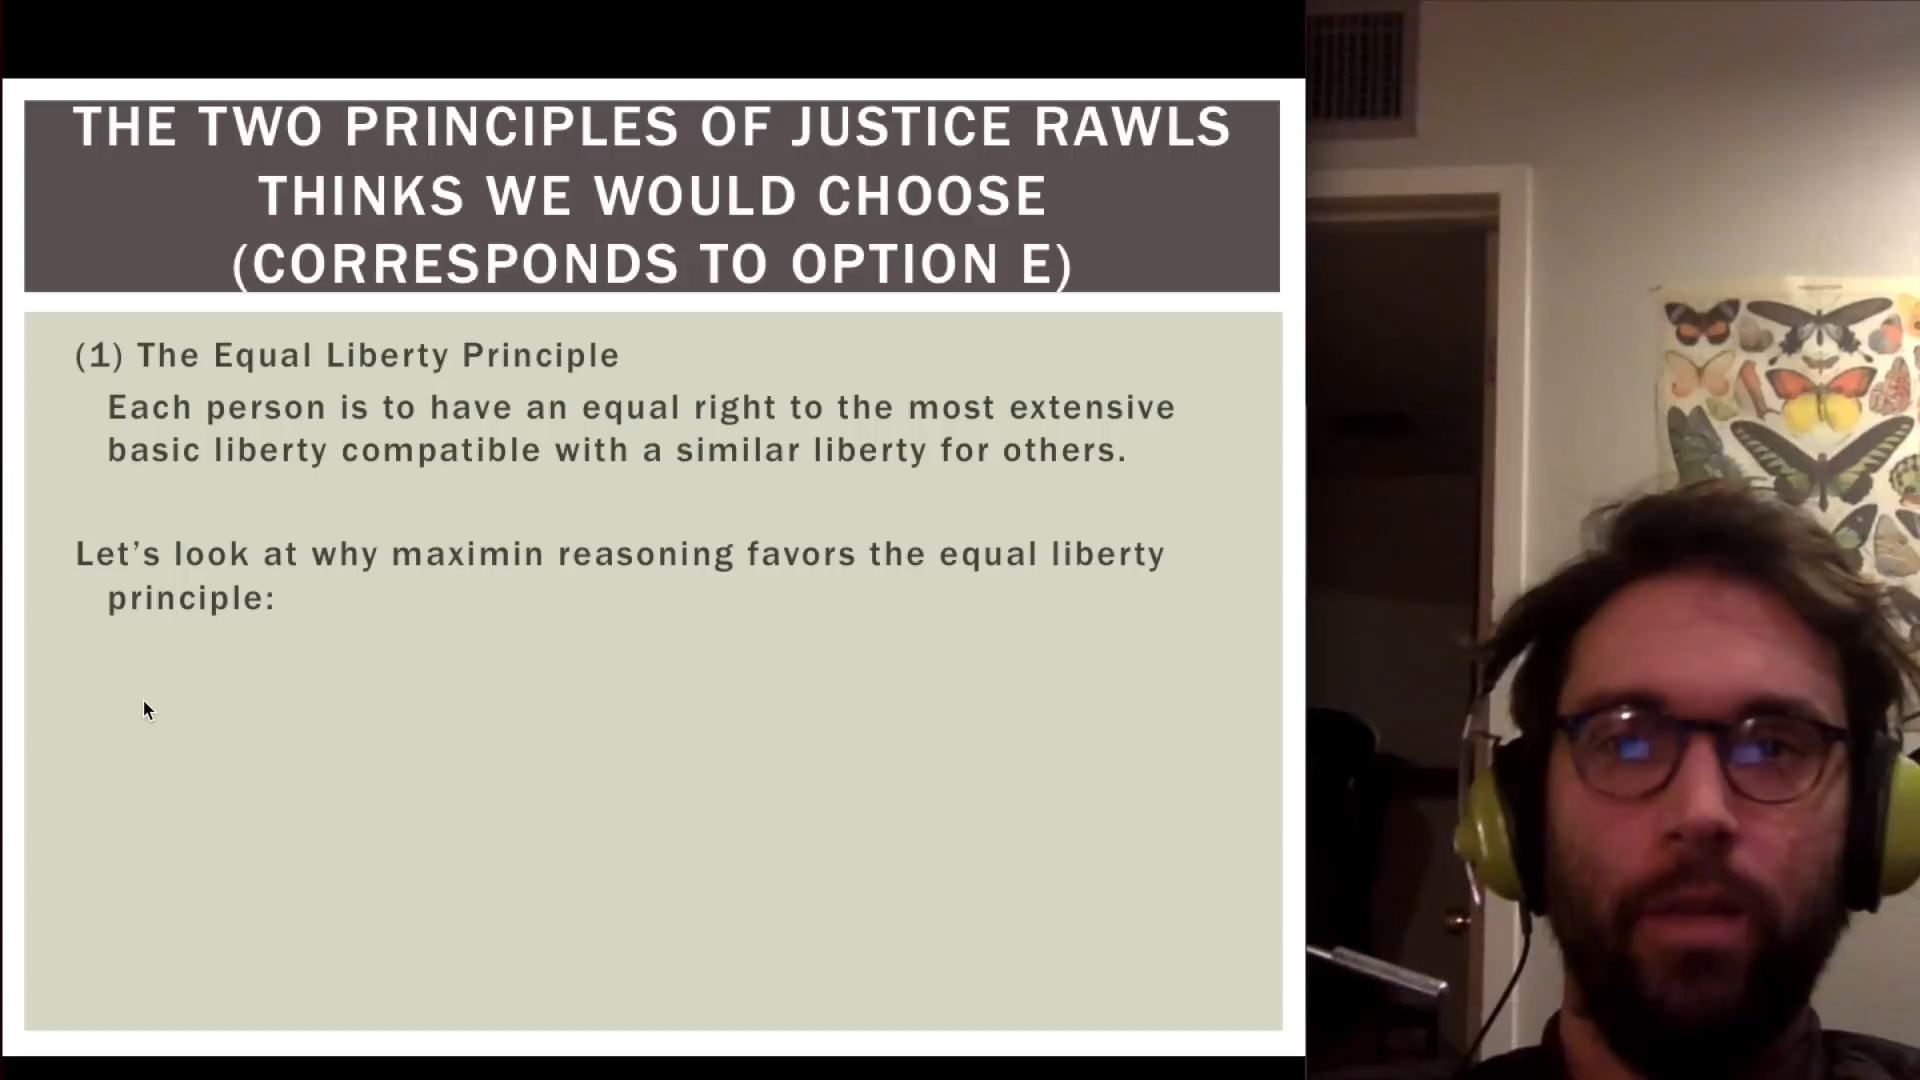 THE TWO PRINCIPLES OF JUSTICE RAWLS
THINKS WE WOULD CHOOSE
(CORRESPONDS TO OPTION E)
(1) The Equal Liberty Principle
Each person is to have an equal right to the most extensive
basic liberty compatible with a similar liberty for others.
Let’s look at why maximin reasoning favors the equal liberty
principle: